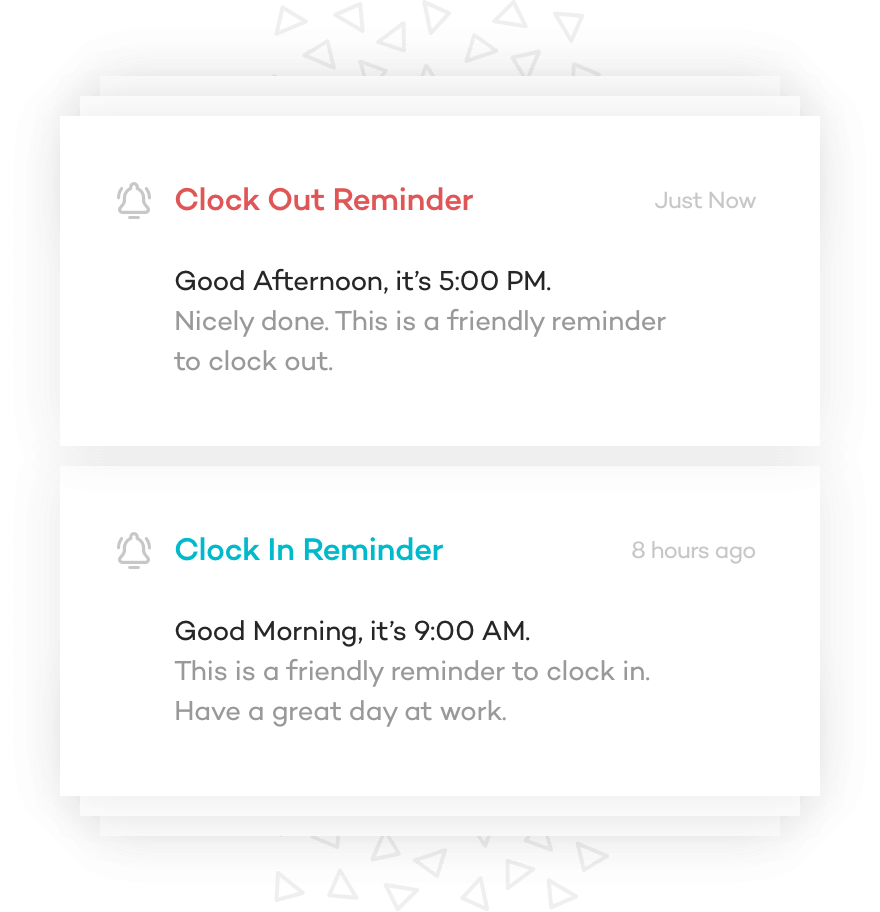 Clock Out Reminder
Just Now
Good Afternoon, it’s 5:00 PM.
Nicely done. This is a friendly reminder
to clock out.
Clock In Reminder
8 hours ago
Good Morning, it’s 9:00 AM.
This is a friendly reminder to clock in.
Have a great day at work.